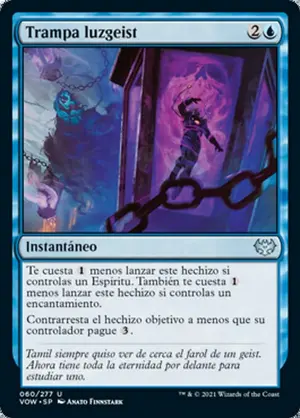 Trampa luzgeist 2
Instantáneo
Te cuesta 1 menos lanzar este hechizo si
controlas un Espíritu. También te cuesta 1
menos lanzar este hechizo si controlas un
encantamiento.
Contrarresta el hechizo objetivo a menos que su
controlador pague 3.
Tamil siempre quiso ver de cerca el farol de un geist.
Ahora tiene toda la eternidad por delante para
estudiar uno.
060/277 U
VOW • SP Anato Finnstark
™ & © 2021 Wizards of the Coast